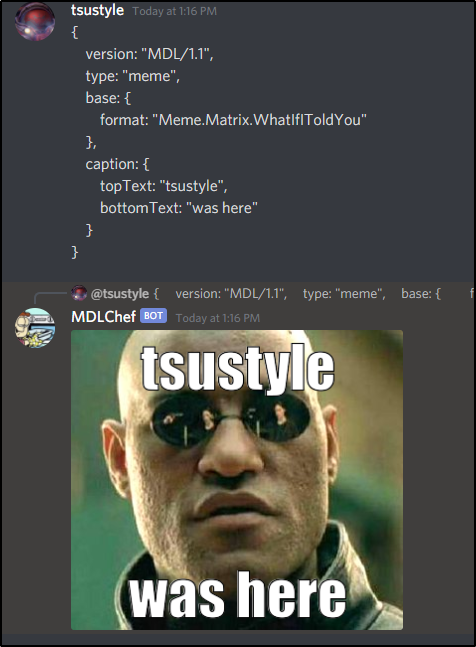 tsustyle Today at 1:16 PM
{
version: "MDL/1.1",
type: "meme",
base: {
format: "Meme.Matrix.WhatIfIToldYou"
},
caption: {
topText: "tsustyle",
bottomText: "was here"
}
}
@tsustyle { version: "MDL/1.1", type: "meme", base: { f
MDLChef BOT Today at 1:16 PM
tsustyle
was here